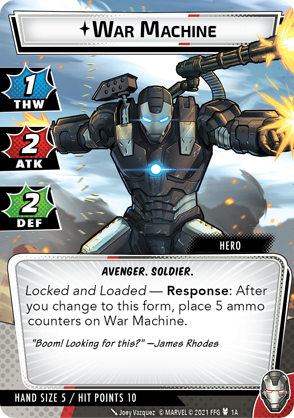 WAR MACHINE
1
THW
2
ATK
2
DEF
HERO
AVENGER. SOLDIER.
Locked and Loaded — Response: After
you change to this form, place 5 ammo
counters on War Machine.
"Boom! Looking for this?" —James Rhodes
HAND SIZE 5 / HIT POINTS 10
Joey Vazquez © MARVEL © 2021 FFG 1A